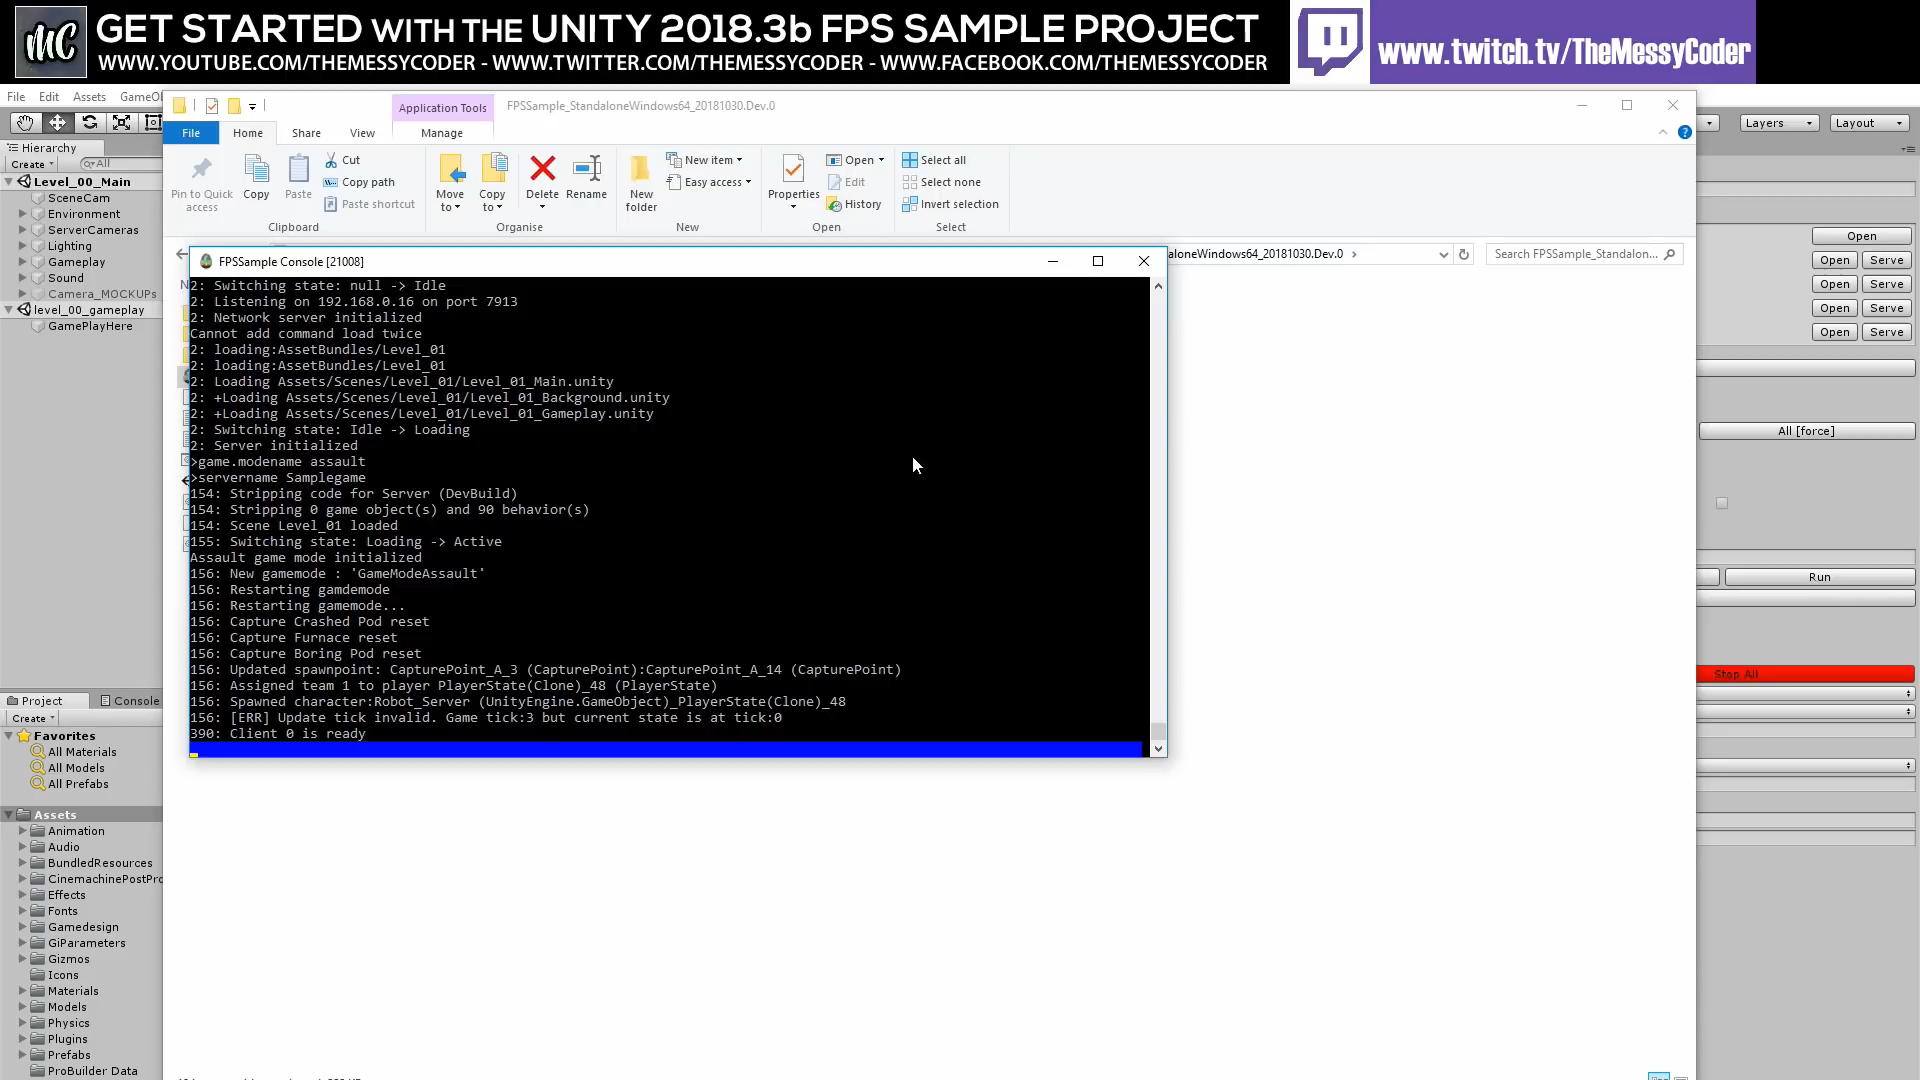 MC GET STARTED WITH THE UNITY 2018.3b FPS SAMPLE PROJECT
WWW.YOUTUBE.COM/THEMESSYCODER - WWW.TWITTER.COM/THEMESSYCODER - WWW.FACEBOOK.COM/THEMESSYCODER
www.twitch.tv/TheMessyCoder
File Edit Assets GameOb
Application Tools FPSSample_StandaloneWindows64_20181030.Dev.0
File Home Share View Manage
Layers Layout
Hierarchy
Create All
Level_00_Main
SceneCam
Environment
ServerCameras
Lighting
Gameplay
Sound
Camera_MOCKUPs
level_00_gameplay
GamePlayHere
Pin to Quick access
Copy
Paste
Cut
Copy path
Paste shortcut
Clipboard
Move to
Copy to
Delete
Rename
Organise
New folder
New item
Easy access
New
Properties
Open
Edit
History
Open
Select all
Select none
Invert selection
Select
aloneWindows64_20181030.Dev.0
Search FPSSample_Standalon...
FPSSample Console [21008]
2: Switching state: null -> Idle
2: Listening on 192.168.0.16 on port 7913
2: Network server initialized
Cannot add command load twice
2: loading:AssetBundles/Level_01
2: loading:AssetBundles/Level_01
2: Loading Assets/Scenes/Level_01/Level_01_Main.unity
2: +Loading Assets/Scenes/Level_01/Level_01_Background.unity
2: +Loading Assets/Scenes/Level_01/Level_01_Gameplay.unity
2: Switching state: Idle -> Loading
2: Server initialized
>game.modename assault
>servername Samplegame
154: Stripping code for Server (DevBuild)
154: Stripping 0 game object(s) and 90 behavior(s)
154: Scene Level_01 loaded
155: Switching state: Loading -> Active
Assault game mode initialized
156: New gamemode : 'GameModeAssault'
156: Restarting gamdemode
156: Restarting gamemode...
156: Capture Crashed Pod reset
156: Capture Furnace reset
156: Capture Boring Pod reset
156: Updated spawnpoint: CapturePoint_A_3 (CapturePoint):CapturePoint_A_14 (CapturePoint)
156: Assigned team 1 to player PlayerState(Clone)_48 (PlayerState)
156: Spawned character:Robot_Server (UnityEngine.GameObject)_PlayerState(Clone)_48
156: [ERR] Update tick invalid. Game tick:3 but current state is at tick:0
390: Client 0 is ready
Open
Open Serve
Open Serve
Open Serve
Open Serve
All [force]
Run
Stop All
Project Console
Create
Favorites
All Materials
All Models
All Prefabs
Assets
Animation
Audio
BundledResources
CinemachinePostPro
Effects
Fonts
Gamedesign
GiParameters
Gizmos
Icons
Materials
Models
Physics
Plugins
Prefabs
ProBuilder Data